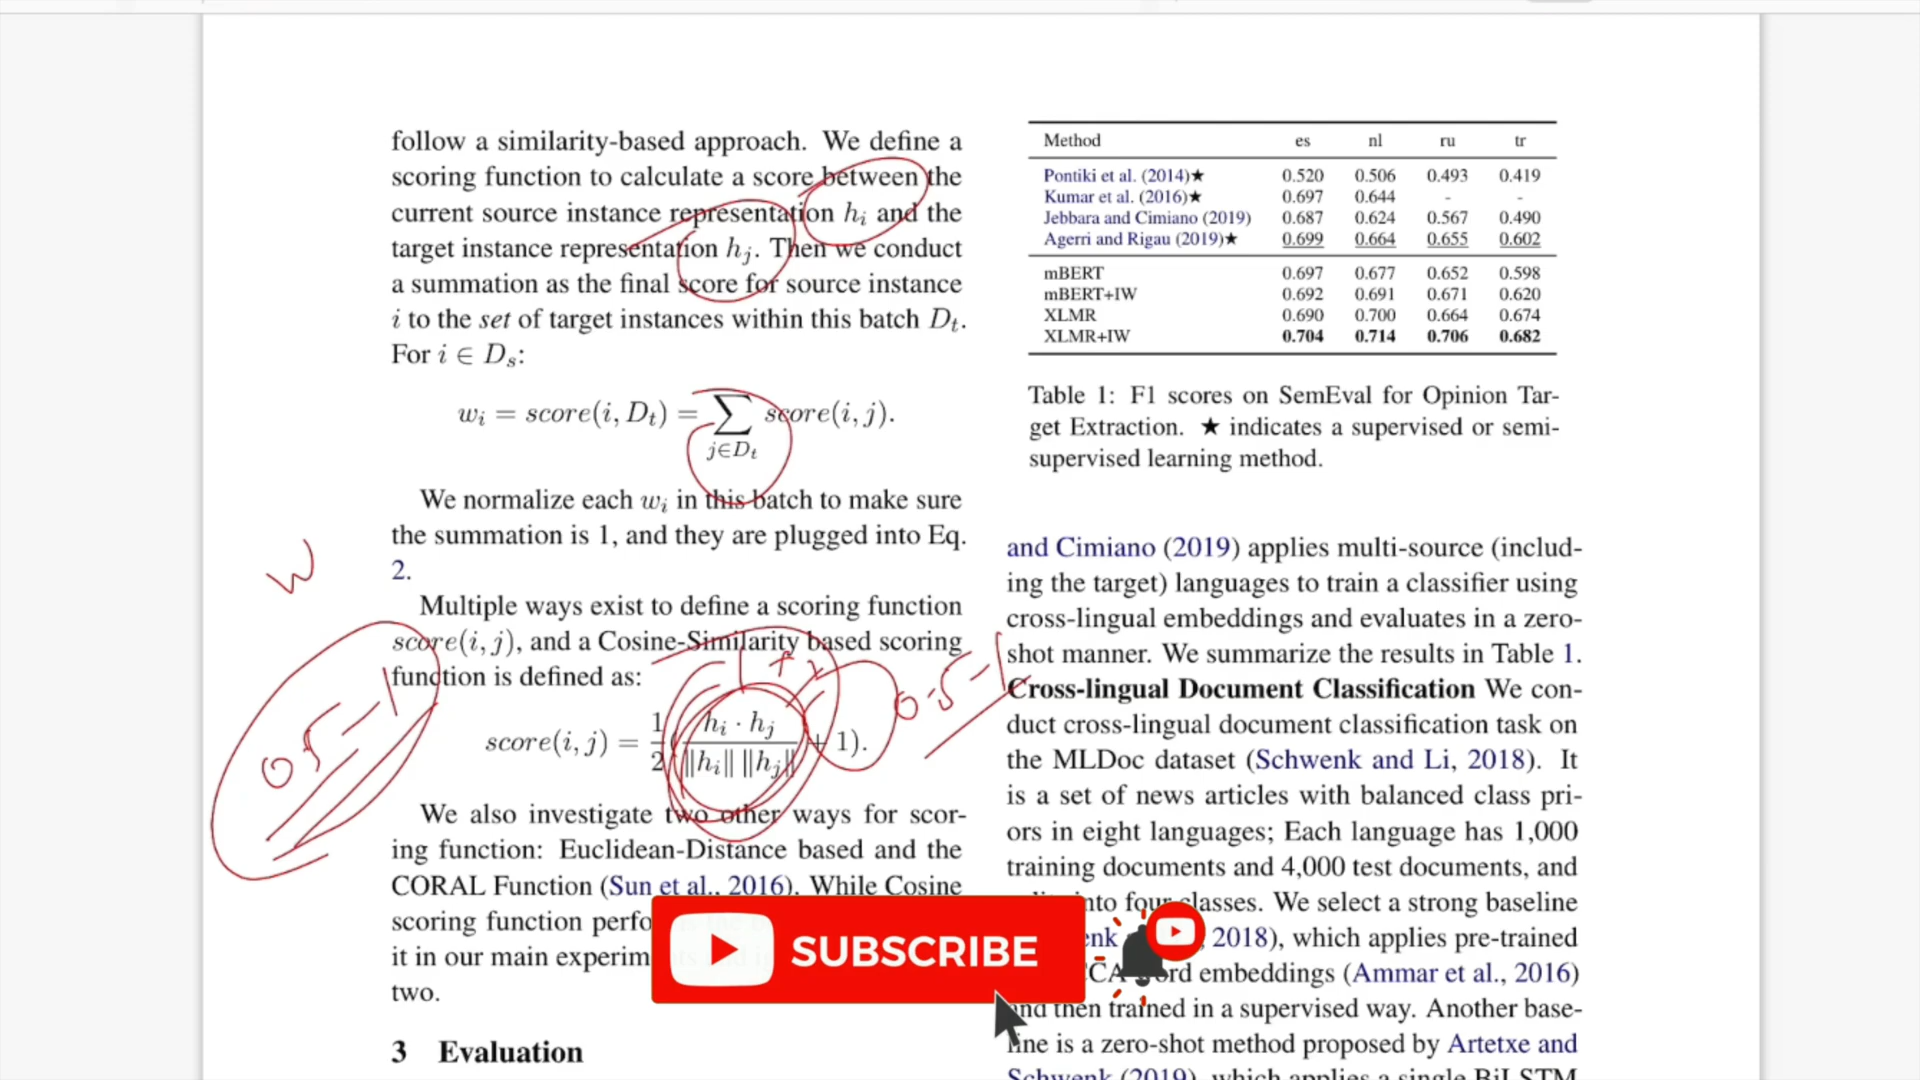 follow a similarity-based approach. We define a
scoring function to calculate a score between the
current source instance representation hᵢ and the
target instance representation hⱼ. Then we conduct
a summation as the final score for source instance
i to the set of target instances within this batch Dₜ.
For i ∈ Dₛ:
wᵢ = score(i, Dₜ) = ∑ score(i, j).
j∈Dₜ
We normalize each wᵢ in this batch to make sure
the summation is 1, and they are plugged into Eq.
2.
W
Multiple ways exist to define a scoring function
score(i, j), and a Cosine-Similarity based scoring
function is defined as:
score(i, j) = 1/2 (hᵢ · hⱼ / ‖hᵢ‖ ‖hⱼ‖ + 1).
0.5-1
05-1
We also investigate two other ways for scor-
ing function: Euclidean-Distance based and the
CORAL Function (Sun et al., 2016). While Cosine
scoring function perfo
it in our main experim
two.
3 Evaluation
Method es nl ru tr
Pontiki et al. (2014)★ 0.520 0.506 0.493 0.419
Kumar et al. (2016)★ 0.697 0.644 - -
Jebbara and Cimiano (2019) 0.687 0.624 0.567 0.490
Agerri and Rigau (2019)★ 0.699 0.664 0.655 0.602
mBERT 0.697 0.677 0.652 0.598
mBERT+IW 0.692 0.691 0.671 0.620
XLMR 0.690 0.700 0.664 0.674
XLMR+IW 0.704 0.714 0.706 0.682
Table 1: F1 scores on SemEval for Opinion Tar-
get Extraction. ★ indicates a supervised or semi-
supervised learning method.
and Cimiano (2019) applies multi-source (includ-
ing the target) languages to train a classifier using
cross-lingual embeddings and evaluates in a zero-
shot manner. We summarize the results in Table 1.
Cross-lingual Document Classification We con-
duct cross-lingual document classification task on
the MLDoc dataset (Schwenk and Li, 2018). It
is a set of news articles with balanced class pri-
ors in eight languages; Each language has 1,000
training documents and 4,000 test documents, and
into four classes. We select a strong baseline
2018), which applies pre-trained
word embeddings (Ammar et al., 2016)
and then trained in a supervised way. Another base-
line is a zero-shot method proposed by Artetxe and
Schwenk (2019), which applies a single BiLSTM
SUBSCRIBE